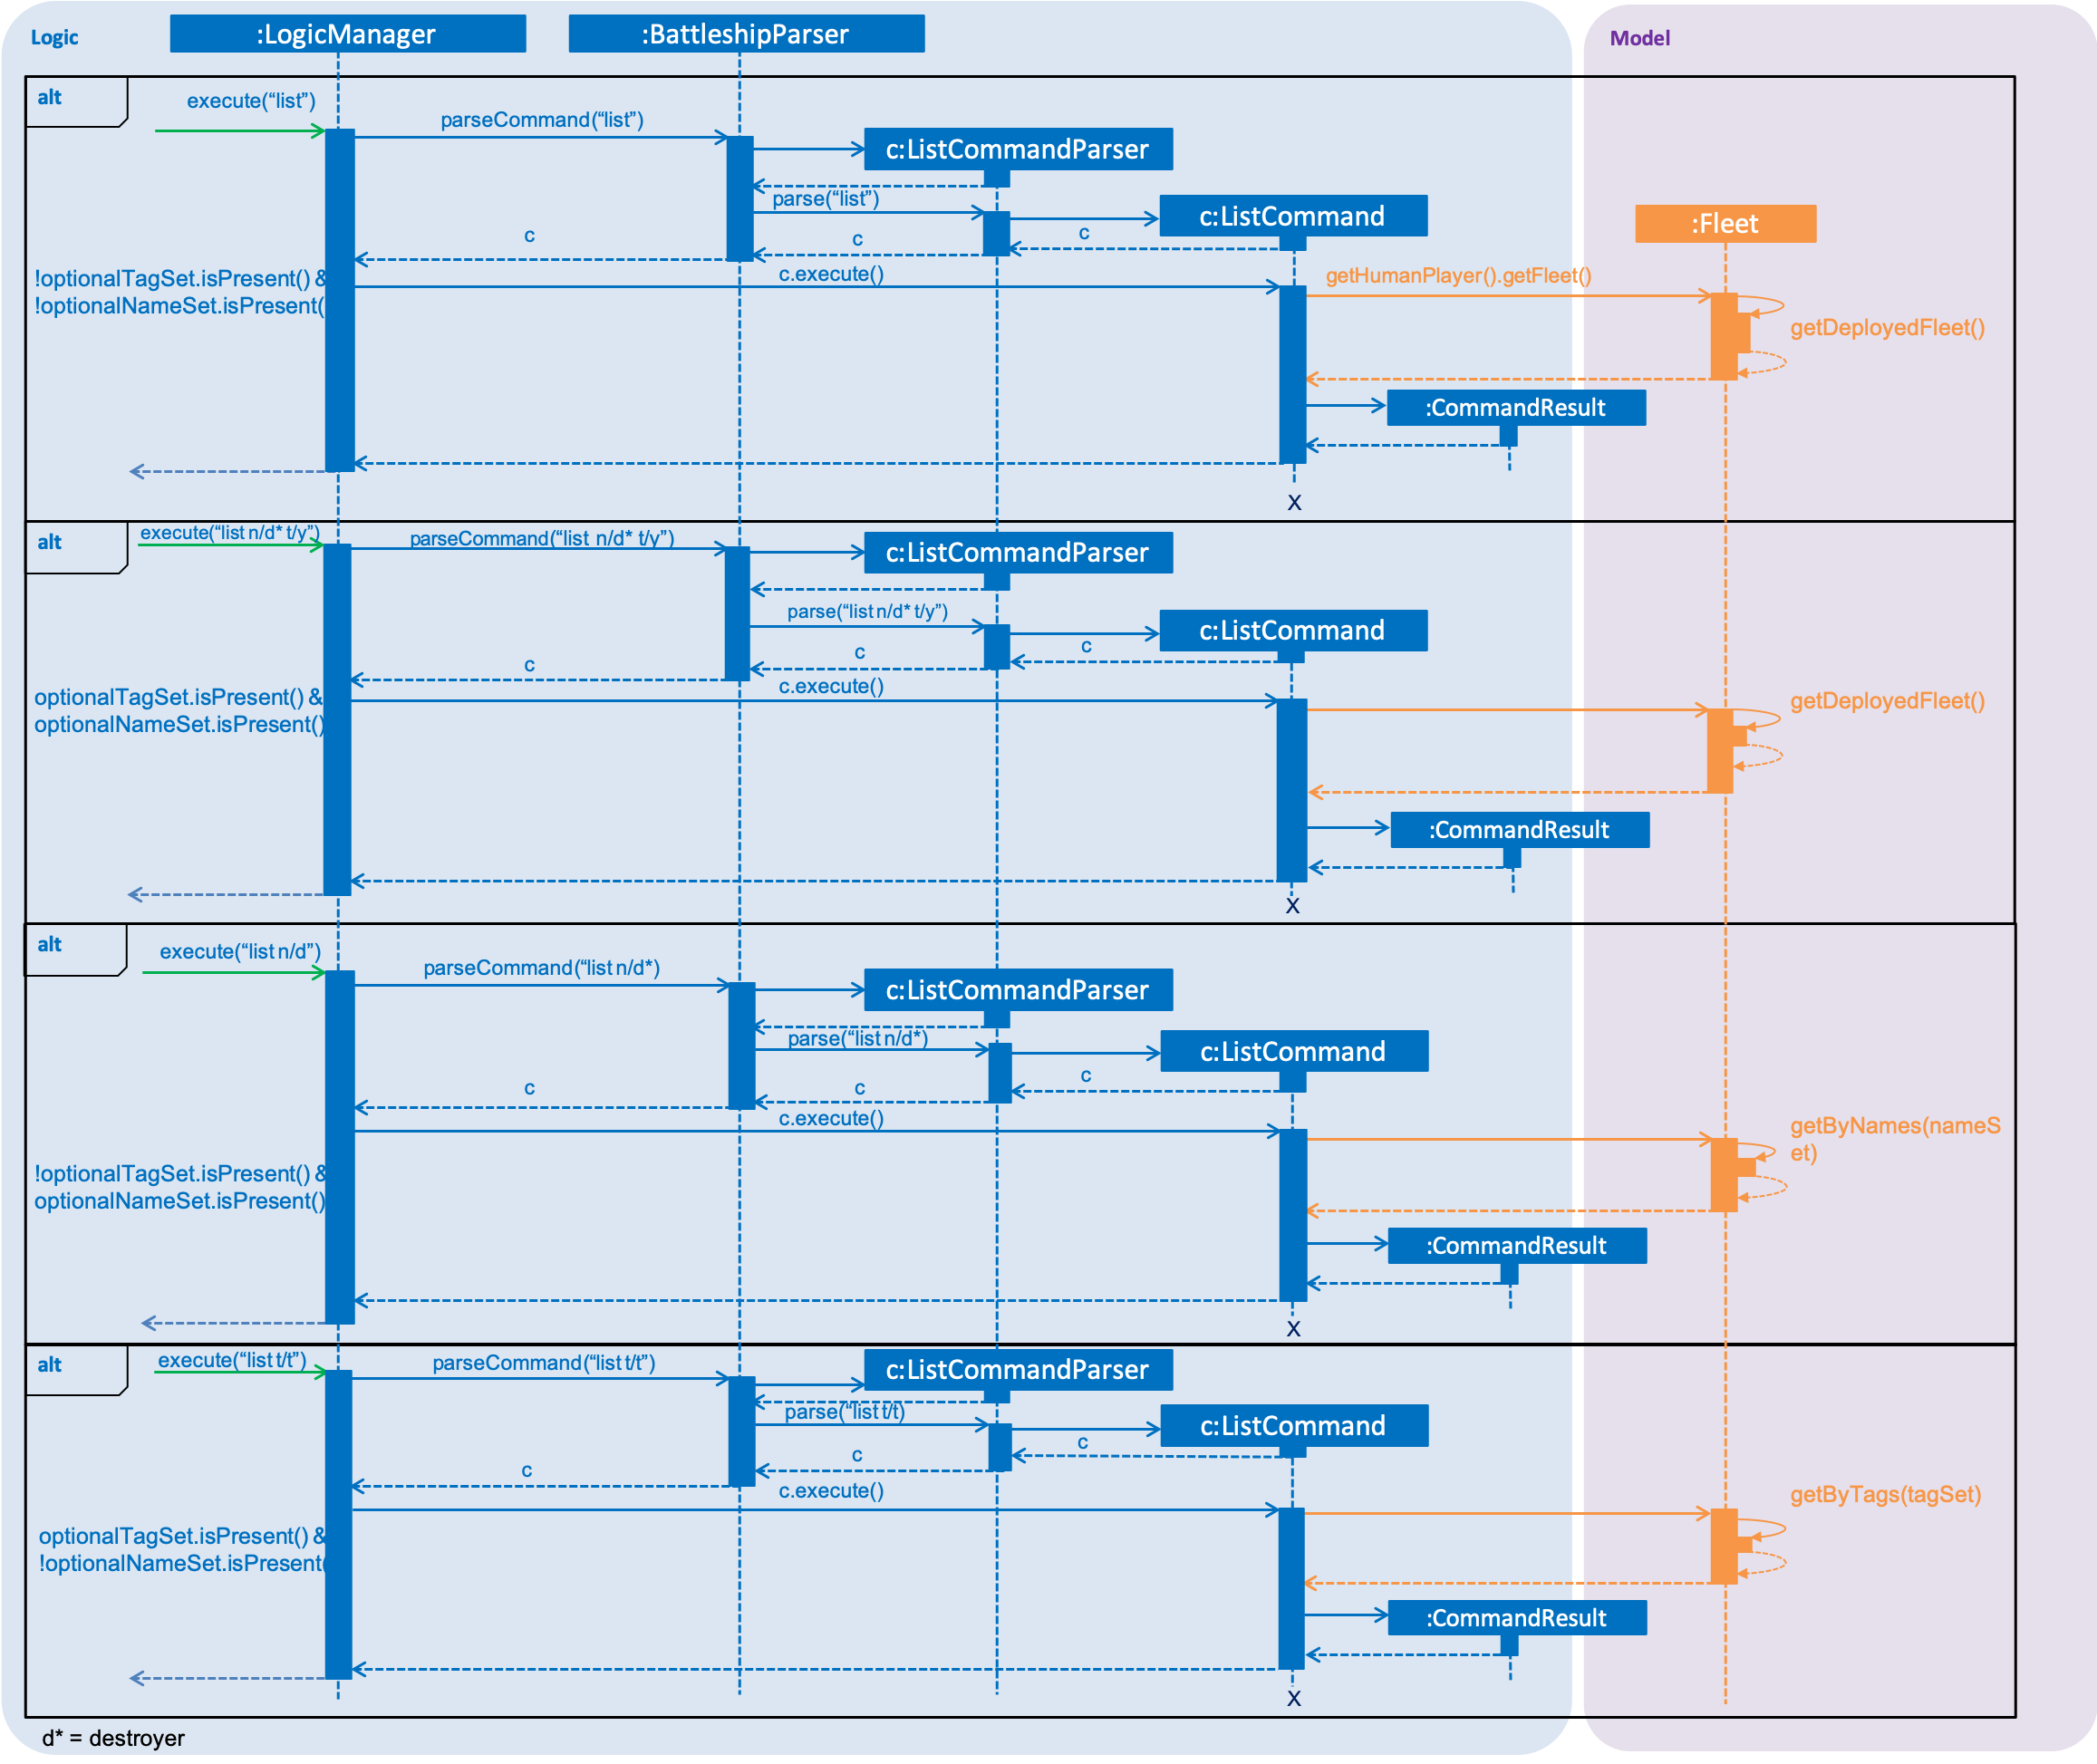 Logic
:LogicManager
:BattleshipParser
Model
alt
execute(“list”)
parseCommand(“list”)
c:ListCommandParser
parse(“list”)
c:ListCommand
:Fleet
c
c
c
c.execute()
getHumanPlayer().getFleet()
!optionalTagSet.isPresent() &
!optionalNameSet.isPresent(
getDeployedFleet()
:CommandResult
X
alt
execute(“list n/d* t/y”)
parseCommand(“list n/d* t/y”)
c:ListCommandParser
parse(“list n/d* t/y”)
c:ListCommand
c
c
c
c.execute()
optionalTagSet.isPresent() &
optionalNameSet.isPresent()
getDeployedFleet()
:CommandResult
X
alt
execute(“list n/d”)
parseCommand(“list n/d*)
c:ListCommandParser
parse(“list n/d*)
c:ListCommand
c
c
c
c.execute()
getByNames(nameS
et)
!optionalTagSet.isPresent() &
optionalNameSet.isPresent()
:CommandResult
X
alt
execute(“list t/t”)
parseCommand(“list t/t”)
c:ListCommandParser
parse(“list t/t)
c:ListCommand
c
c
c
c.execute()
getByTags(tagSet)
optionalTagSet.isPresent() &
!optionalNameSet.isPresent(
:CommandResult
X
d* = destroyer